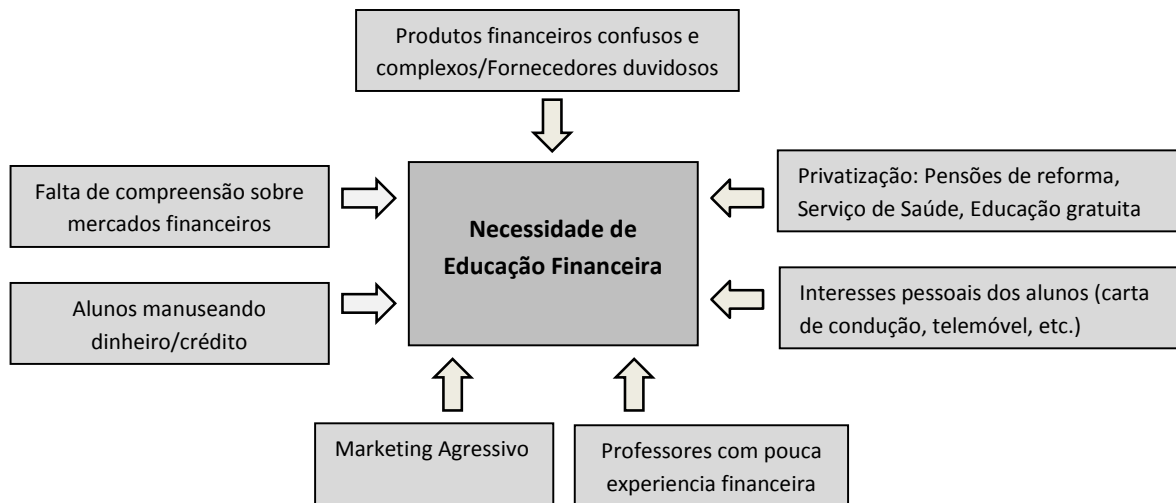 Produtos financeiros confusos e
complexos/Fornecedores duvidosos
Falta de compreensão sobre
mercados financeiros
Privatização: Pensões de reforma,
Serviço de Saúde, Educação gratuita
Necessidade de
Educação Financeira
Alunos manuseando
dinheiro/crédito
Interesses pessoais dos alunos (carta
de condução, telemóvel, etc.)
Marketing Agressivo
Professores com pouca
experiencia financeira